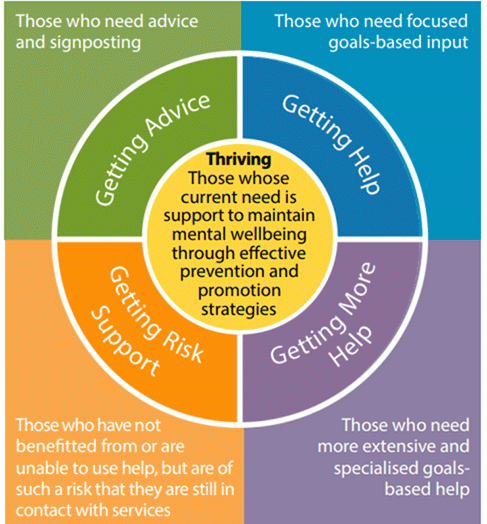 Those who need advice
and signposting
Those who need focused
goals-based input
Getting Advice
Getting Help
Thriving
Those whose
current need is
support to maintain
mental wellbeing
through effective
prevention and
promotion
strategies
Getting Risk
Support
Getting More
Help
Those who have not
benefitted from or are
unable to use help, but are of
such a risk that they are still in
contact with services
Those who need
more extensive and
specialised goals-
based help